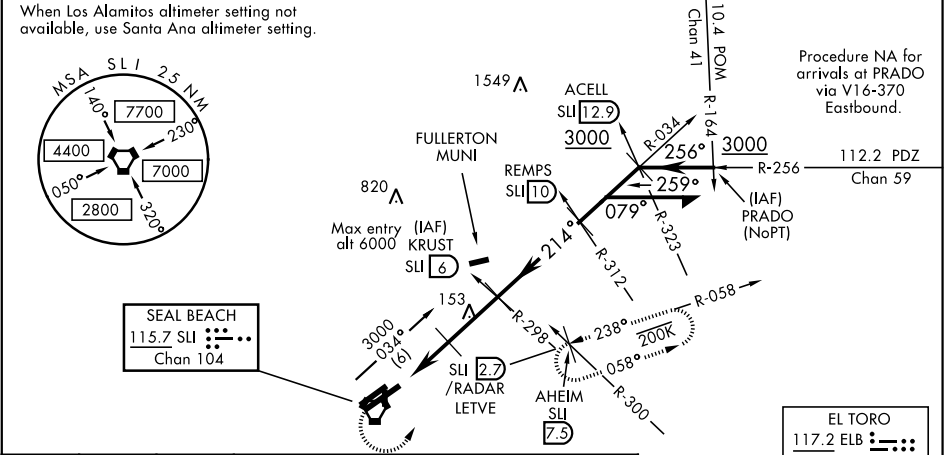 When Los Alamitos altimeter setting not
available, use Santa Ana altimeter setting.
MSA SLI 25 NM
140°
7700
230°
4400
7000
050°
2800
320°
1549
10.4 POM
Chan 41
R-164
Procedure NA for
arrivals at PRADO
via V16-370
Eastbound.
ACELL
SLI 12.9
3000
R-034
256°
3000
R-256
112.2 PDZ
Chan 59
FULLERTON
MUNI
REMPS
SLI 10
259°
079°
(IAF)
PRADO
(NoPT)
820
Max entry
alt 6000
(IAF)
KRUST
SLI 6
214°
R-312
R-323
R-058
153
R-298
238°
200K
058°
SEAL BEACH
115.7 SLI
Chan 104
3000
034°
(6)
SLI 2.7
/RADAR
LETVE
AHEIM
SLI
7.5
R-300
EL TORO
117.2 ELB